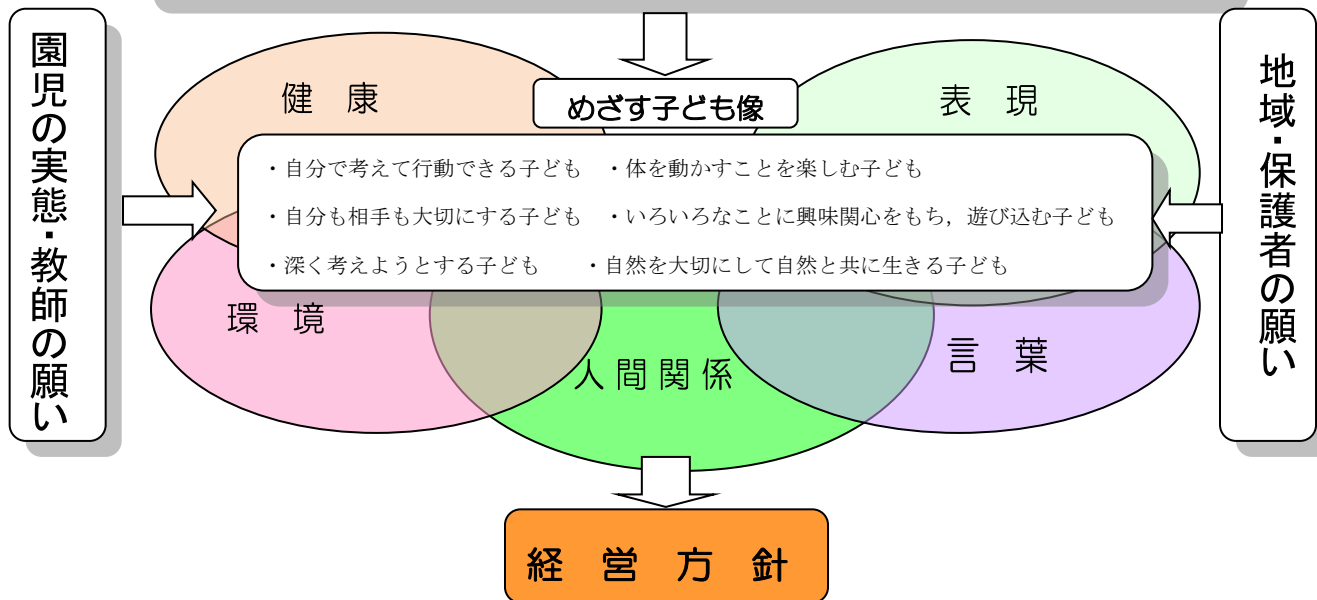 園児の実態・教師の願い
健　康
めざす子ども像
表　現
地域・保護者の願い
・自分で考えて行動できる子ども　・体を動かすことを楽しむ子ども
・自分も相手も大切にする子ども　・いろいろなことに興味関心をもち，遊び込む子ども
・深く考えようとする子ども　　・自然を大切にして自然と共に生きる子ども
環　境
人間関係
言　葉
経　営　方　針